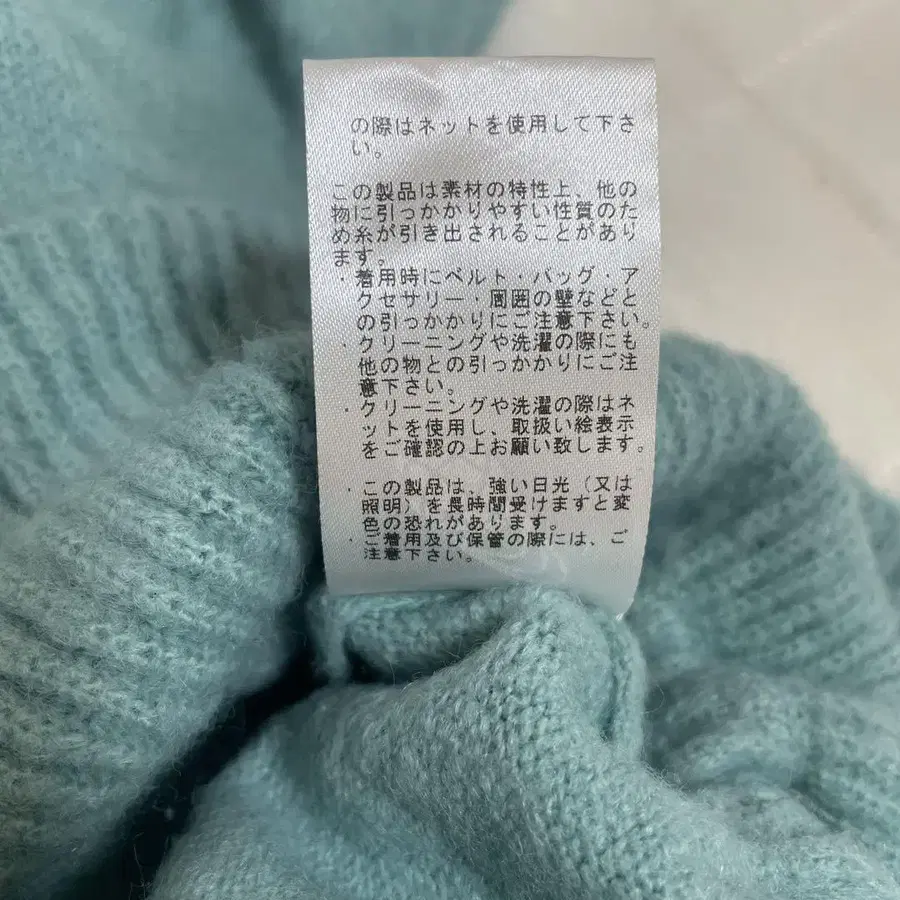 の際はネットを使用して下さ
い。
この製品は素材の特性上、他の
物に引っかかりやすい性質のた
め糸が引き出されることがあり
ます。
・着用時にベルト・バッグ・ア
クセサリー・周囲の壁などと
の引っかかりにご注意下さい。
・クリーニングや洗濯の際にも
他の物との引っかかりにご注
意下さい。
・クリーニングや洗濯の際はネ
ットを使用し、取扱い絵表示
をご確認の上お願い致します。
・この製品は、強い日光(又は
照明)を長時間受けますと変
色の恐れがあります。
・ご着用及び保管の際には、ご
注意下さい。